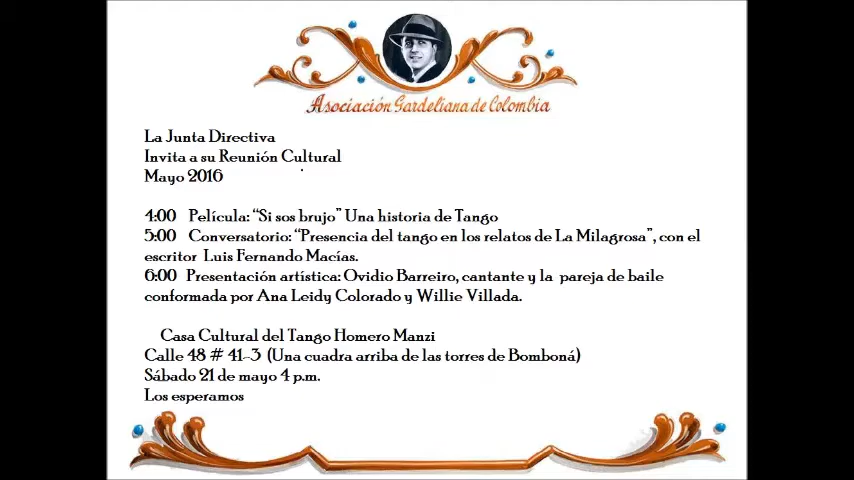 Asociación Gardeliana de Colombia
La Junta Directiva
Invita a su Reunión Cultural
Mayo 2016
4:00 Película: “Si sos brujo” Una historia de Tango
5:00 Conversatorio: “Presencia del tango en los relatos de La Milagrosa”, con el
escritor Luis Fernando Macías.
6:00 Presentación artística: Ovidio Barreiro, cantante y la pareja de baile
conformada por Ana Leidy Colorado y Willie Villada.
Casa Cultural del Tango Homero Manzi
Calle 48 # 41-3 (Una cuadra arriba de las torres de Bomboná)
Sábado 21 de mayo 4 p.m.
Los esperamos